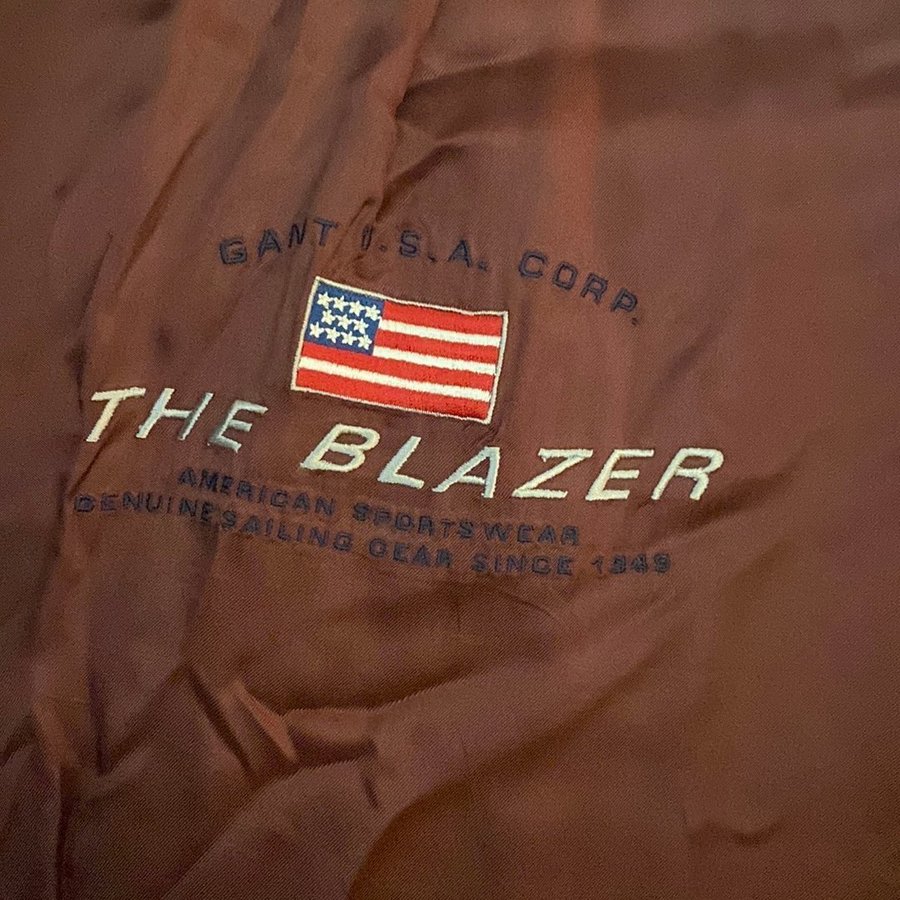 GANT U.S.A. CORP.
THE BLAZER
AMERICAN SPORTSWEAR
GENUINE SAILING GEAR SINCE 1949